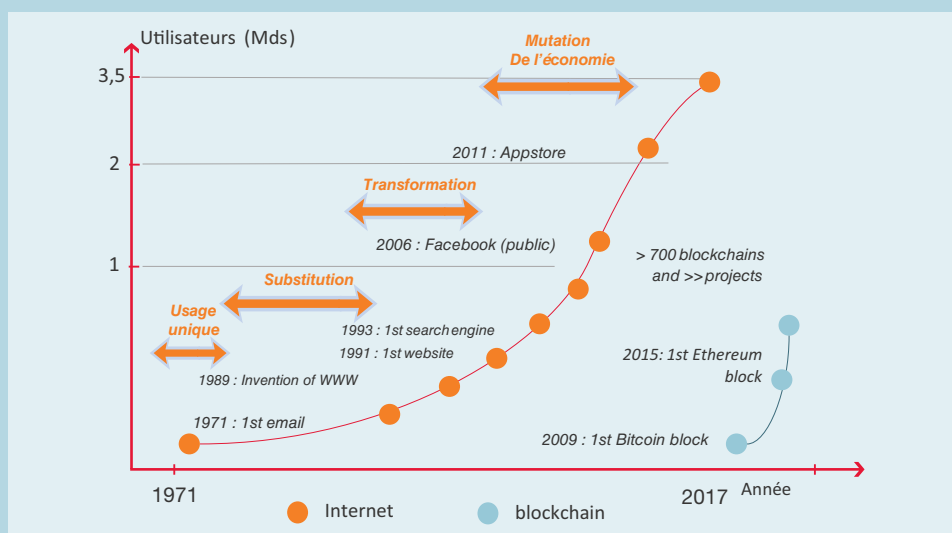 Utilisateurs (Mds)
Mutation
De l'économie
3,5
2011 : Appstore
2
Transformation
2006 : Facebook (public)
> 700 blockchains
and >> projects
1
Substitution
Usage
unique
1993 : 1st search engine
1991 : 1st website
1989 : Invention of WWW
2015: 1st Ethereum
block
1971 : 1st email
2009 : 1st Bitcoin block
1971
2017
Année
Internet
blockchain